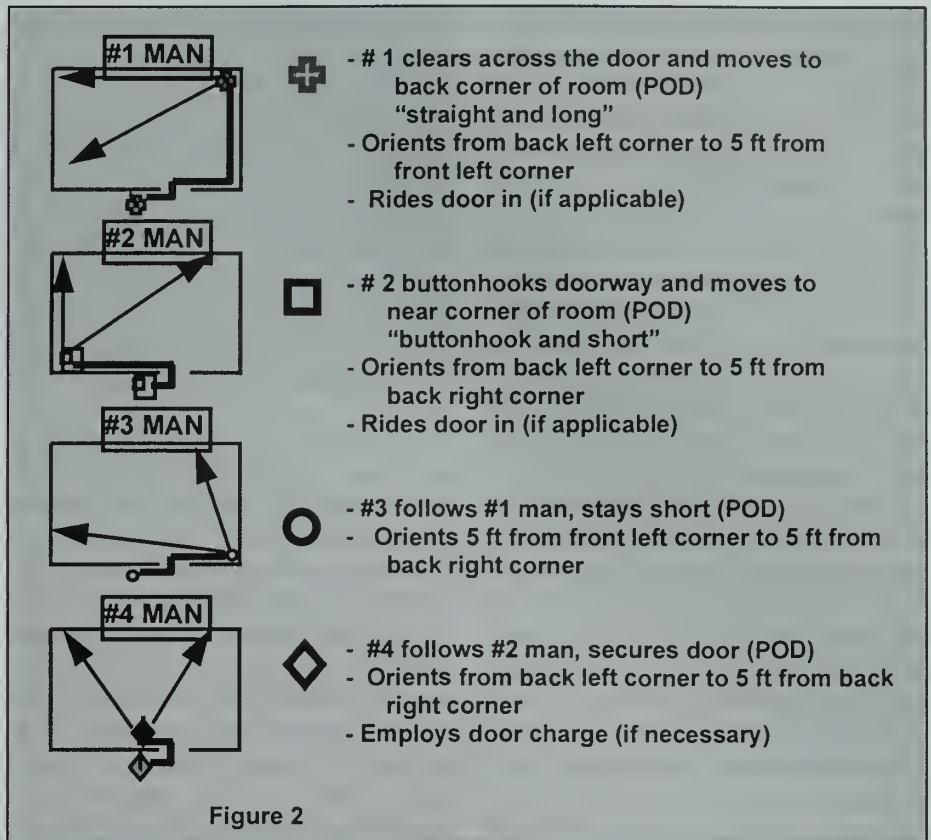 #1 MAN
- # 1 clears across the door and moves to
back corner of room (POD)
"straight and long"
- Orients from back left corner to 5 ft from
front left corner
- Rides door in (if applicable)
#2 MAN
- # 2 buttonhooks doorway and moves to
near corner of room (POD)
"buttonhook and short"
- Orients from back left corner to 5 ft from
back right corner
- Rides door in (if applicable)
#3 MAN
- #3 follows #1 man, stays short (POD)
- Orients 5 ft from front left corner to 5 ft from
back right corner
#4 MAN
- #4 follows #2 man, secures door (POD)
- Orients from back left corner to 5 ft from back
right corner
- Employs door charge (if necessary)
Figure 2